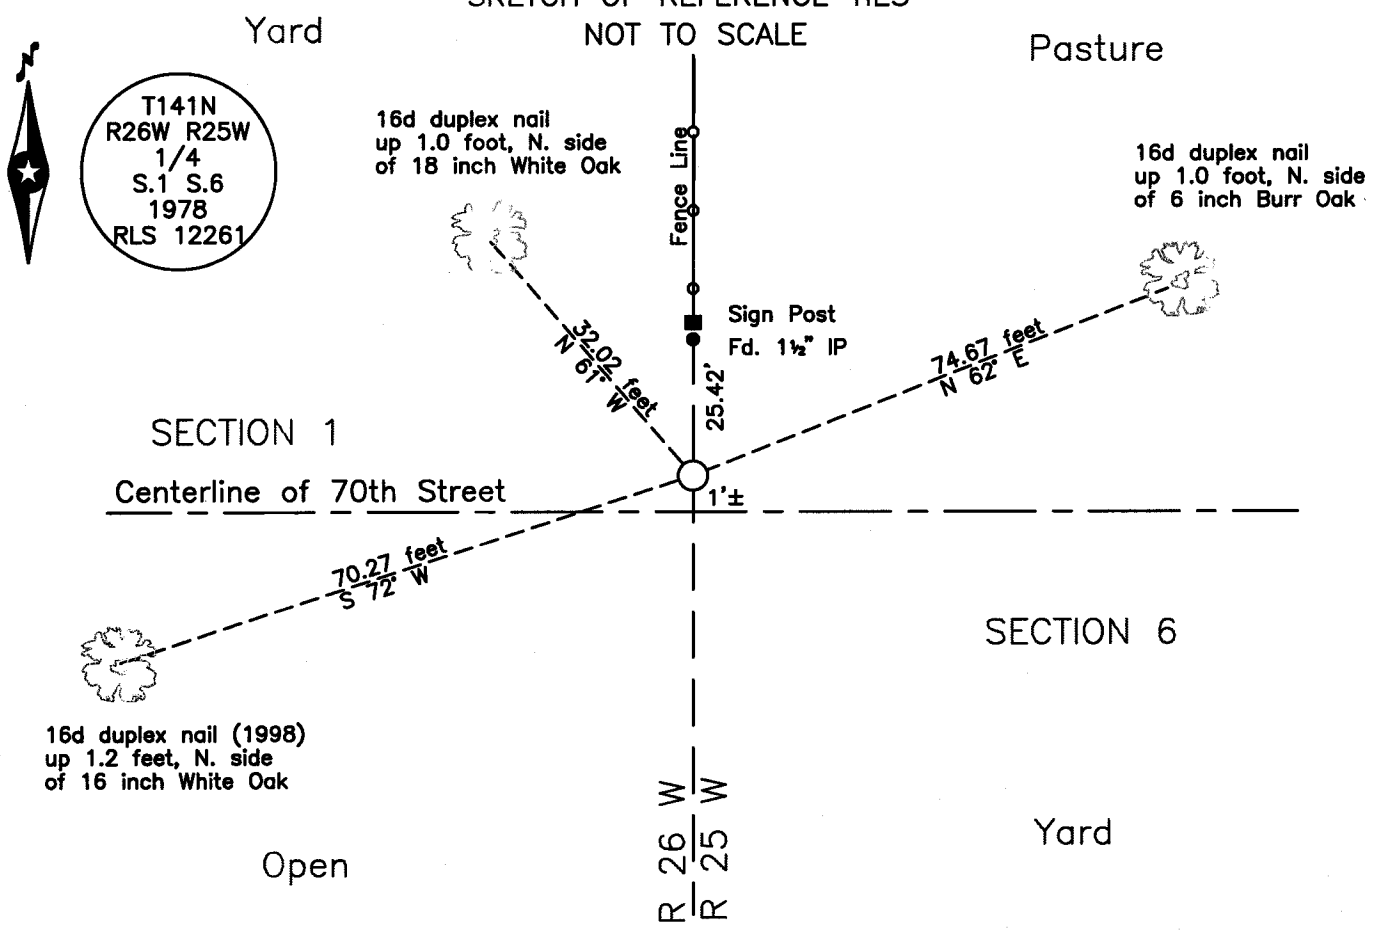 SKETCH OF REFERENCE TIES
NOT TO SCALE
Yard
Pasture
N
T141N
R26W R25W
1/4
S.1 S.6
1978
RLS 12261
16d duplex nail
up 1.0 foot, N. side
of 18 inch White Oak
Fence Line
16d duplex nail
up 1.0 foot, N. side
of 6 inch Burr Oak
Sign Post
Fd. 1½" IP
32.02 feet
N 61° W
25.42'
74.67 feet
N 62° E
SECTION 1
Centerline of 70th Street
1'±
70.27 feet
S 72° W
SECTION 6
16d duplex nail (1998)
up 1.2 feet, N. side
of 16 inch White Oak
R 26 W
R 25 W
Yard
Open